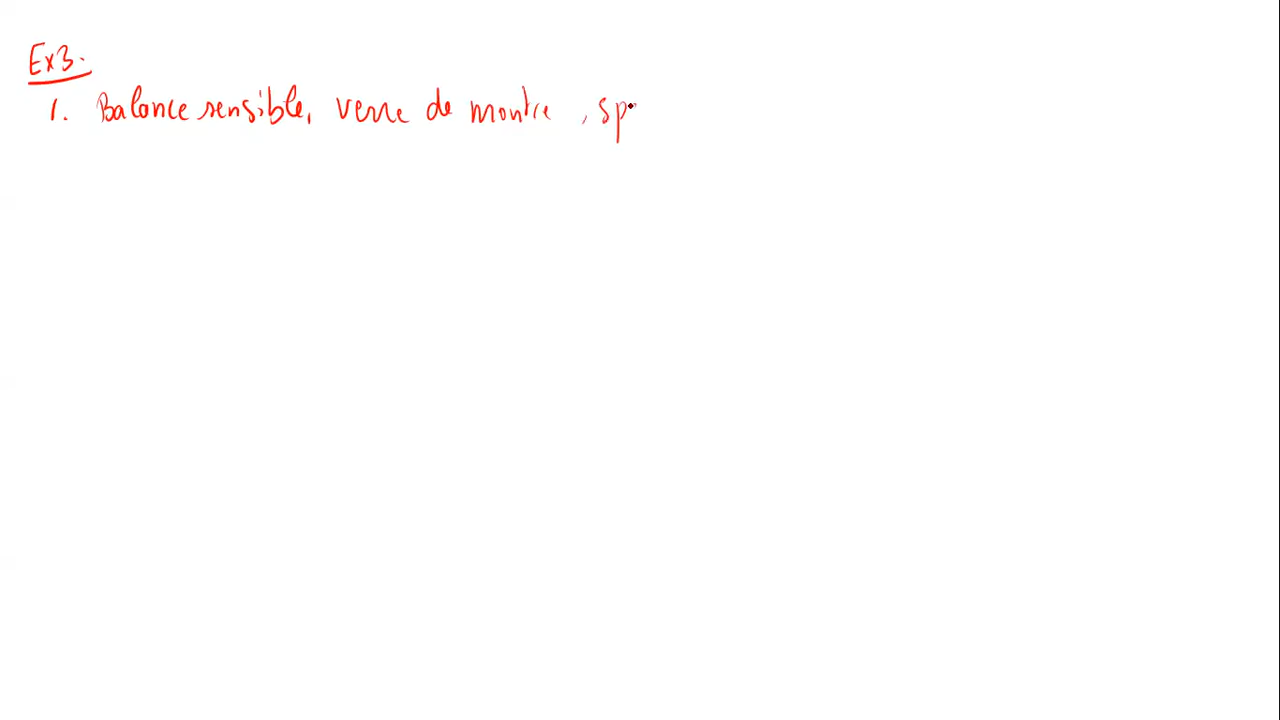 Ex3.
1. Balance sensible, verre de montre, sp